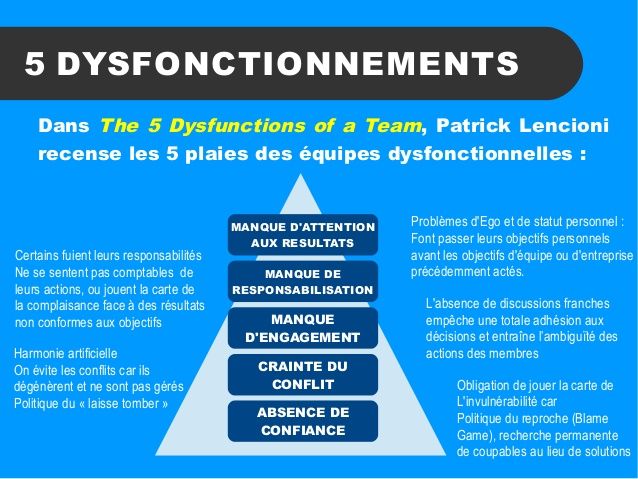 5 DYSFONCTIONNEMENTS
Dans The 5 Dysfunctions of a Team, Patrick Lencioni
recense les 5 plaies des équipes dysfonctionnelles :
MANQUE D'ATTENTION
AUX RESULTATS
Problèmes d'Ego et de statut personnel :
Font passer leurs objectifs personnels
avant les objectifs d'équipe ou d'entreprise
précédemment actés.
Certains fuient leurs responsabilités
Ne se sentent pas comptables de
leurs actions, ou jouent la carte de
la complaisance face à des résultats
non conformes aux objectifs
MANQUE DE
RESPONSABILISATION
MANQUE
D'ENGAGEMENT
L'absence de discussions franches
empêche une totale adhésion aux
décisions et entraîne l'ambiguïté des
actions des membres
Harmonie artificielle
On évite les conflits car ils
dégénèrent et ne sont pas gérés
Politique du « laisse tomber »
CRAINTE DU
CONFLIT
ABSENCE DE
CONFIANCE
Obligation de jouer la carte de
L'invulnérabilité car
Politique du reproche (Blame
Game), recherche permanente
de coupables au lieu de solutions